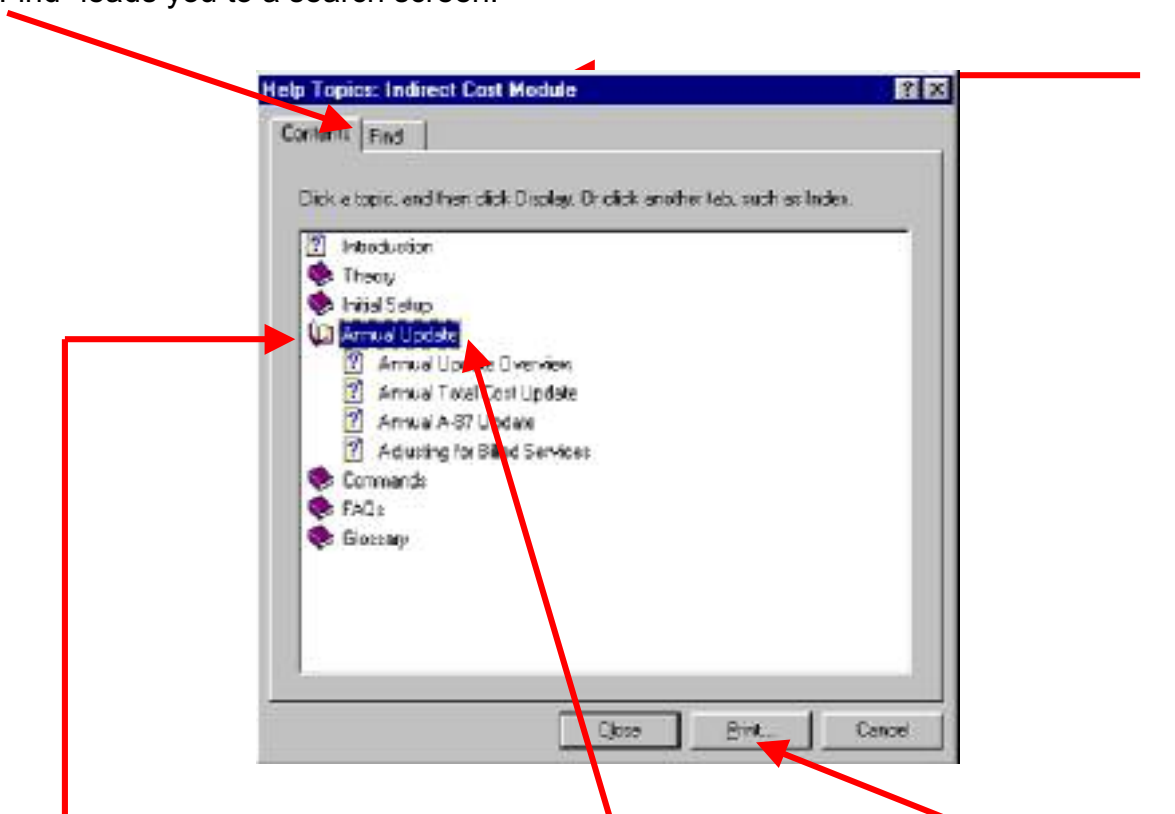 Find" leads you to a search screen.
Help Topics: Indirect Cost Module
Contents Find
Click a topic, and then click Display. Or click another tab, such as Index.
Introduction
Theory
Initial Setup
Annual Update
Annual Update Overview
Annual Total Cost Update
Annual A-87 Update
Adjusting for Billed Services
Commands
FAQs
Glossary
Close Print... Cancel